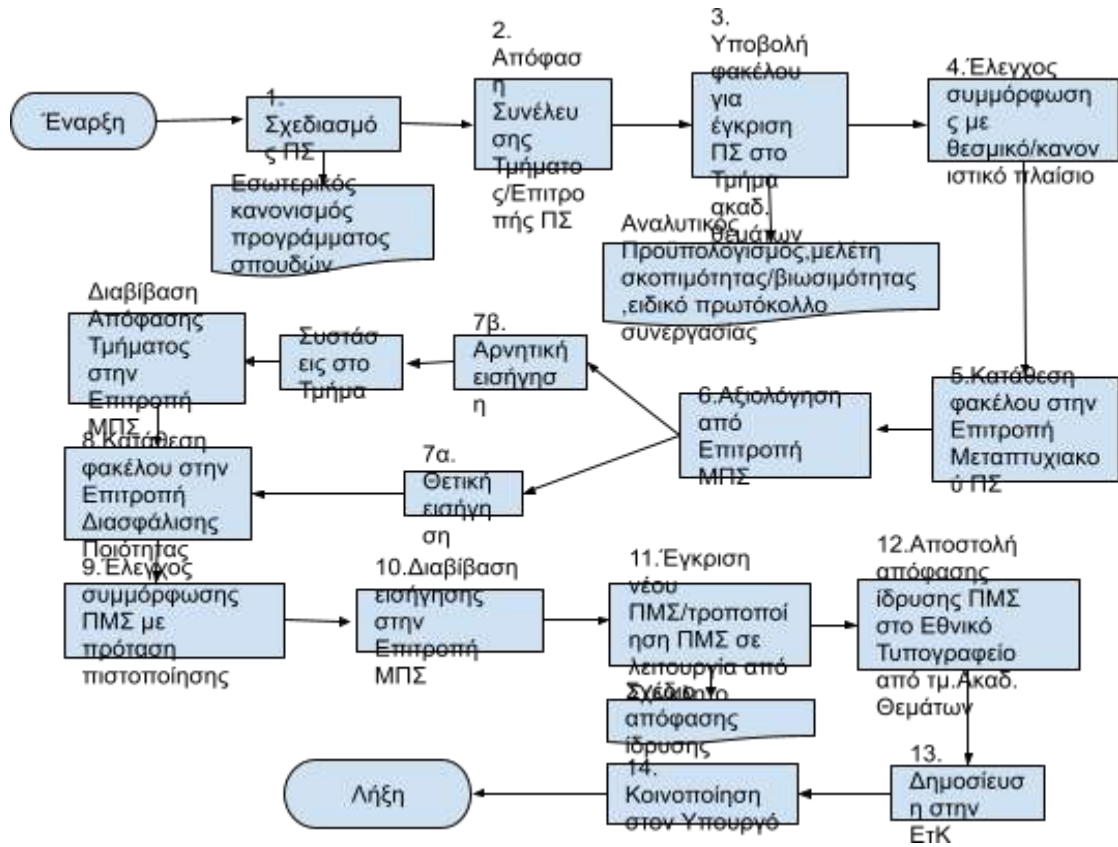 Έναρξη
1.
Σχεδιασμό
ς ΠΣ
Εσωτερικός
κανονισμός
προγράμματος
σπουδών
2.
Απόφασ
η
Συνέλευ
σης
Τμήματο
ς/Επιτρο
πής ΠΣ
3.
Υποβολή
φακέλου
για
έγκριση
ΠΣ στο
Τμήμα
ακαδ.
θεμάτων
Αναλυτικός
Προϋπολογισμός,μελέτη
σκοπιμότητας/βιωσιμότητας
,ειδικό πρωτόκολλο
συνεργασίας
4.Έλεγχος
συμμόρφωση
ς με
θεσμικό/κανον
ιστικό πλαίσιο
5.Κατάθεση
φακέλου στην
Επιτροπή
Μεταπτυχιακο
ύ ΠΣ
6.Αξιολόγηση
από
Επιτροπή
ΜΠΣ
7β.
Αρνητική
εισήγησ
η
Συστάσ
εις στο
Τμήμα
Διαβίβαση
Απόφασης
Τμήματος
στην
Επιτροπή
ΜΠΣ
7α.
Θετική
εισήγη
ση
8.Κατάθεση
φακέλου στην
Επιτροπή
Διασφάλισης
Ποιότητας
9.Έλεγχος
συμμόρφωσης
ΠΜΣ με
πρόταση
πιστοποίησης
10.Διαβίβαση
εισήγησης
στην
Επιτροπή
ΜΠΣ
11.Έγκριση
νέου
ΠΜΣ/τροποποί
ηση ΠΜΣ σε
λειτουργία από
Σχέδιο
απόφασης
ίδρυσης
12.Αποστολή
απόφασης
ίδρυσης ΠΜΣ
στο Εθνικό
Τυπογραφείο
από τμ.Ακαδ.
Θεμάτων
13.
Δημοσίευσ
η στην
ΕτΚ
14.
Κοινοποίηση
στον Υπουργό
Λήξη